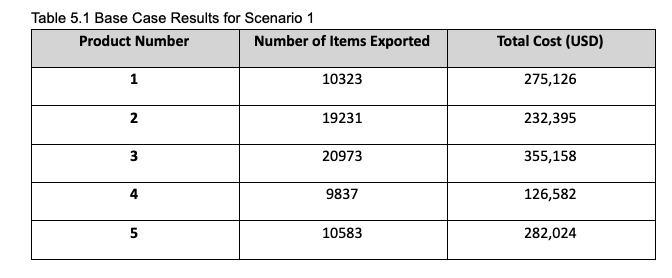 Table 5.1 Base Case Results for Scenario 1
Product Number Number of Items Exported Total Cost (USD)
1 10323 275,126
2 19231 232,395
3 20973 355,158
4 9837 126,582
5 10583 282,024